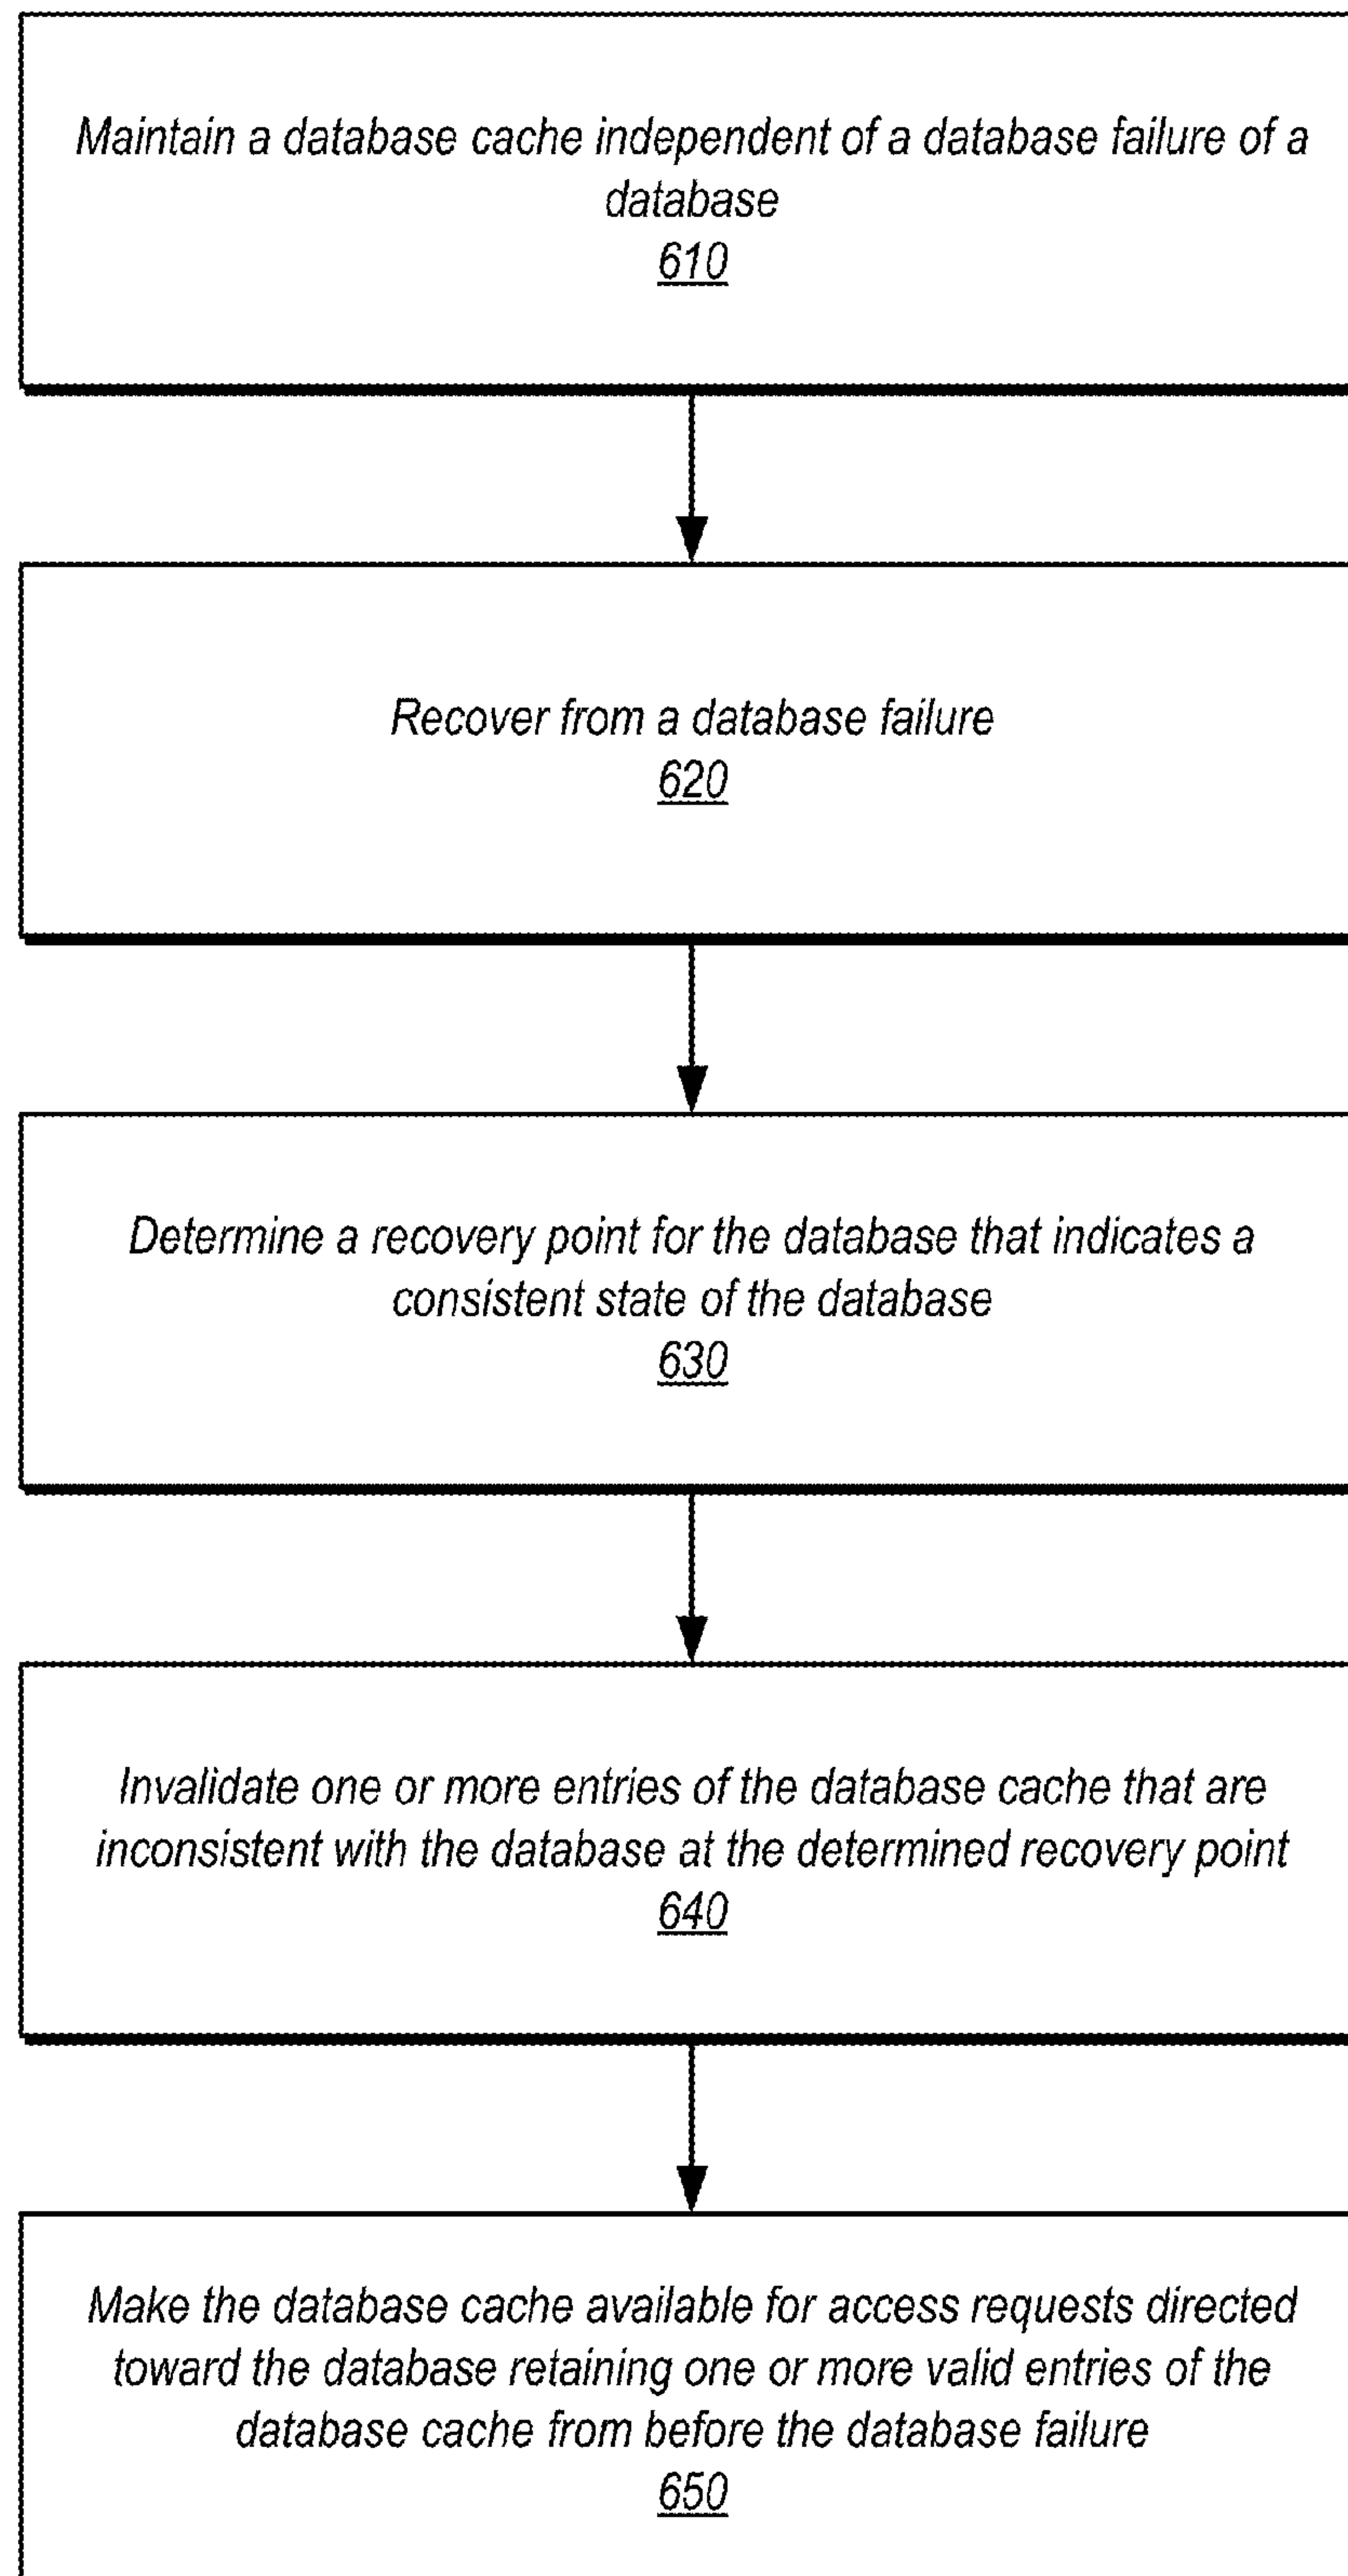 Maintain a database cache independent of a database failure of a
database
610
Recover from a database failure
620
Determine a recovery point for the database that indicates a
consistent state of the database
630
Invalidate one or more entries of the database cache that are
inconsistent with the database at the determined recovery point
640
Make the database cache available for access requests directed
toward the database retaining one or more valid entries of the
database cache from before the database failure
650